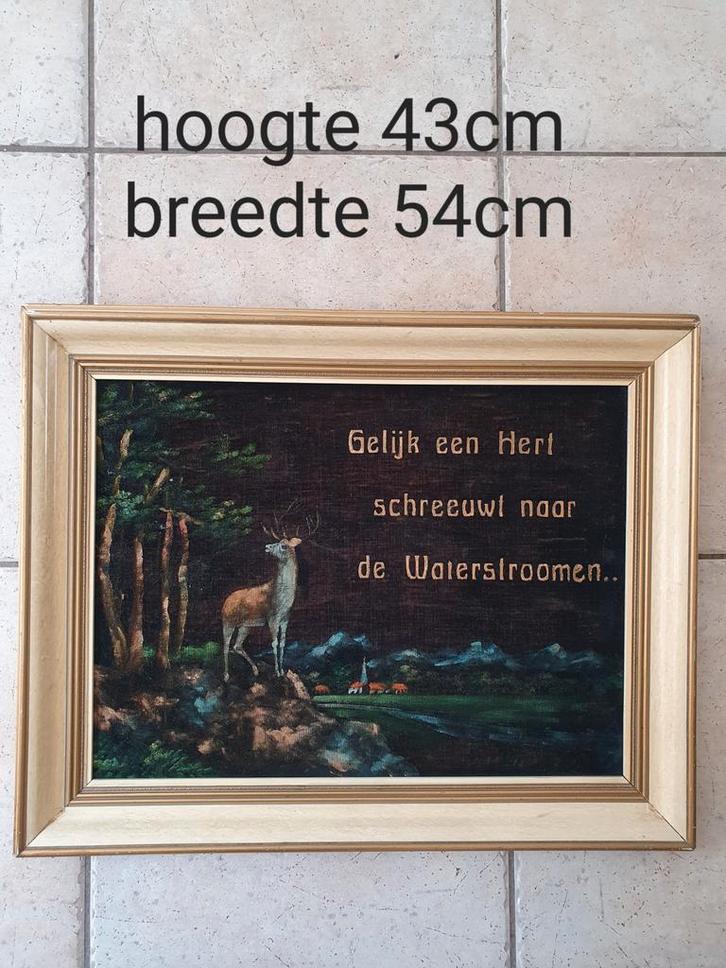 hoogte 43cm
breedte 54cm
Gelijk een Hert
schreeuwt naar
de Waterstroomen..